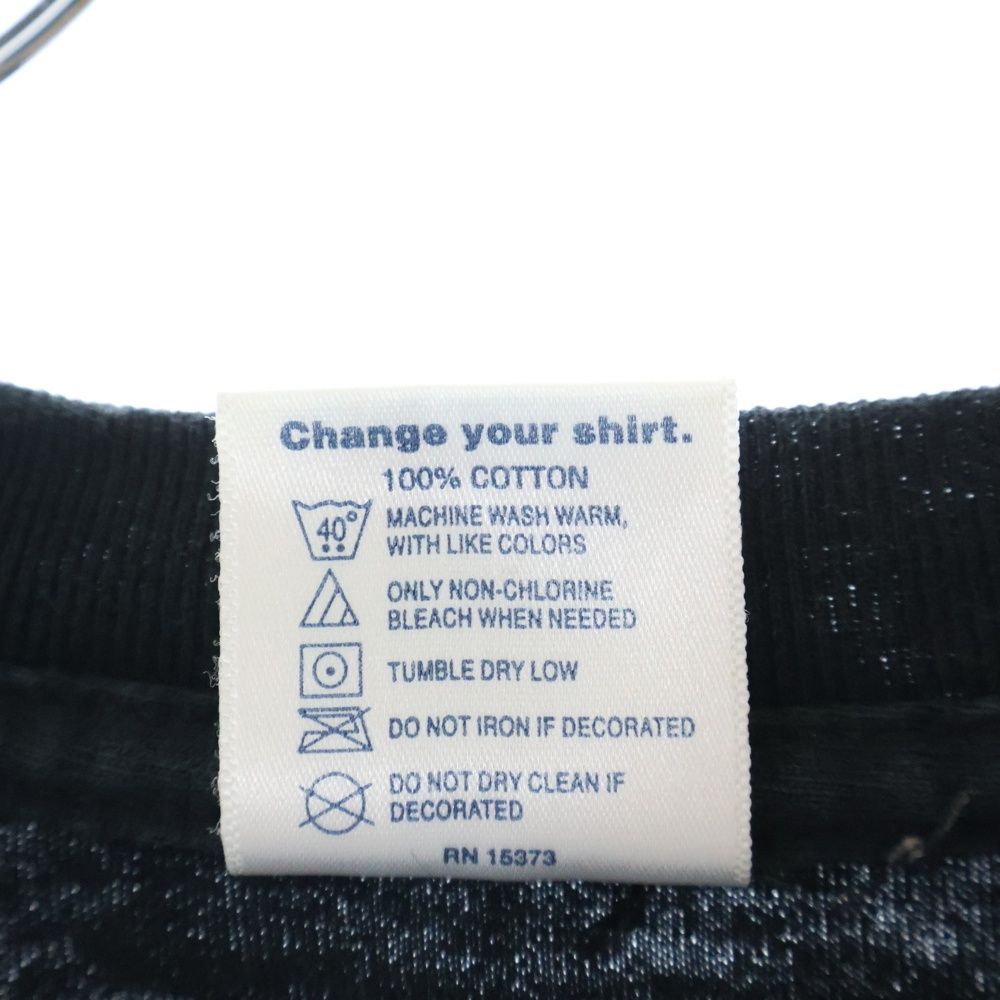 Change your shirt.
100% COTTON
40°
MACHINE WASH WARM,
WITH LIKE COLORS
ONLY NON-CHLORINE
BLEACH WHEN NEEDED
TUMBLE DRY LOW
DO NOT IRON IF DECORATED
DO NOT DRY CLEAN IF
DECORATED
RN 15373